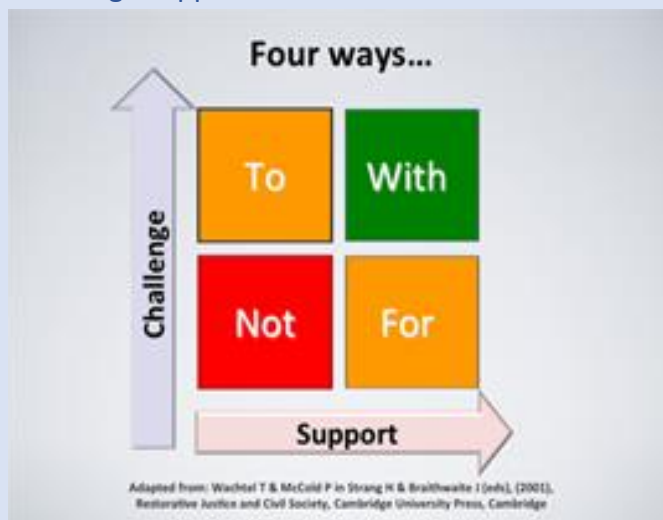 Four ways...
To
With
Challenge
Not
For
Support
Adapted from: Wachtel T & McCold P in Strang H & Braithwaite J (eds), (2001),
Restorative Justice and Civil Society, Cambridge University Press, Cambridge